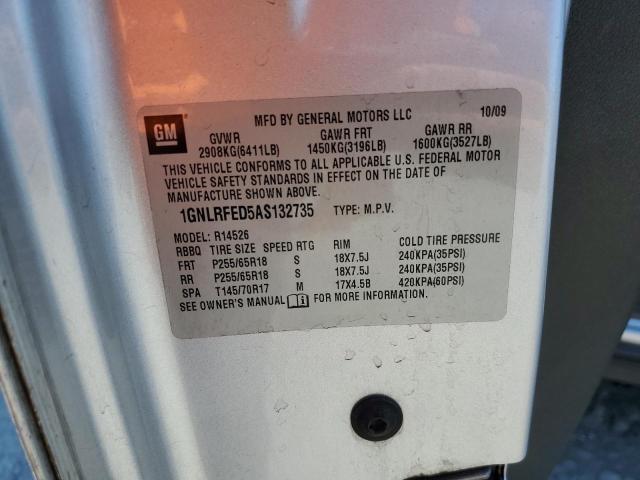 GM
MFD BY GENERAL MOTORS LLC 10/09
GVWR GAWR FRT GAWR RR
2908KG(6411LB) 1450KG(3196LB) 1600KG(3527LB)
THIS VEHICLE CONFORMS TO ALL APPLICABLE U.S. FEDERAL MOTOR
VEHICLE SAFETY STANDARDS IN EFFECT ON THE DATE OF
MANUFACTURE SHOWN ABOVE.
1GNLRFED5AS132735 TYPE: M.P.V.
MODEL: R14526
RBBQ TIRE SIZE SPEED RTG RIM COLD TIRE PRESSURE
FRT P255/65R18 S 18X7.5J 240KPA(35PSI)
RR P255/65R18 S 18X7.5J 240KPA(35PSI)
SPA T145/70R17 M 17X4.5B 420KPA(60PSI)
SEE OWNER'S MANUAL FOR MORE INFORMATION.